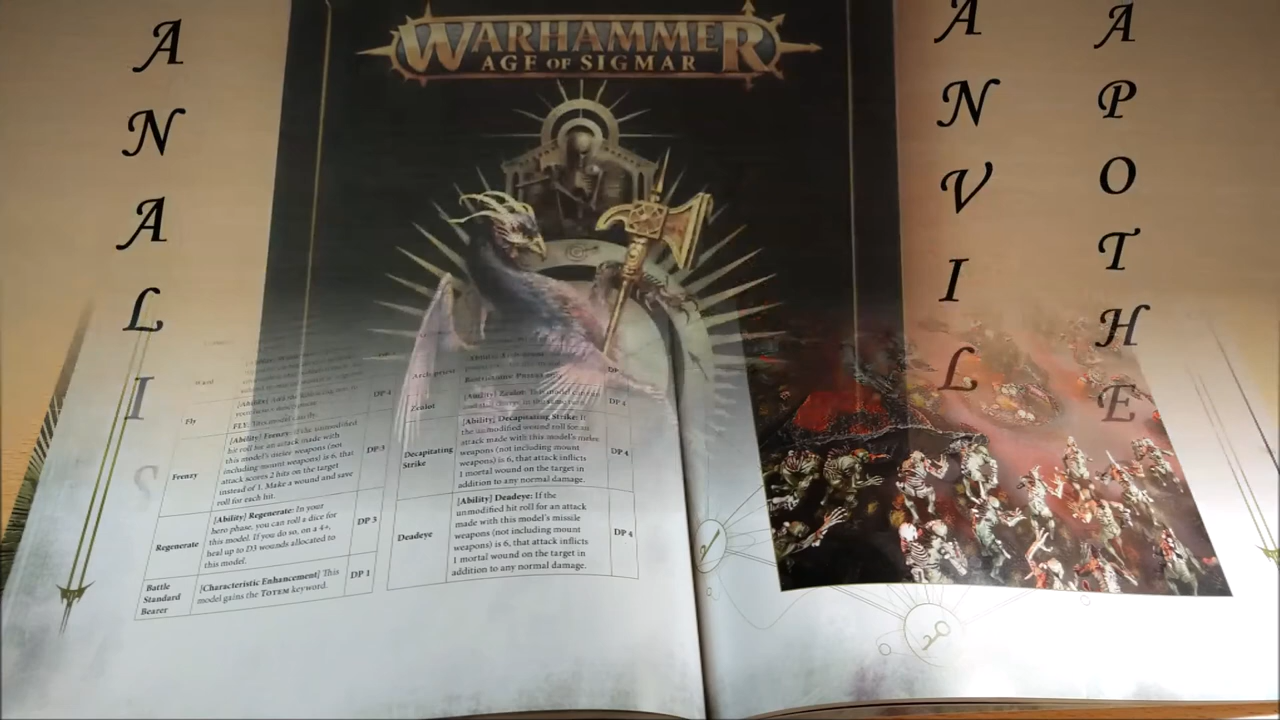 WARHAMMER
AGE OF SIGMAR
A
N
A
L
I
S
A
N
V
I
L
A
P
O
T
H
E
Fly
FLY.
DP 4
Frenzy
[Ability] Frenzy: If the unmodified
hit roll for an attack made with
this model's melee weapons (not
including mount weapons) is 6, that
attack scores 2 hits on the target
instead of 1. Make a wound and save
roll for each hit.
DP 3
Regenerate
[Ability] Regenerate: In your
hero phase, you can roll a dice for
this model. If you do so, on a 4+,
heal up to D3 wounds allocated to
this model.
DP 3
Battle
Standard
Bearer
[Characteristic Enhancement] This
model gains the TOTEM keyword.
DP 1
Arch-priest
Zealot
[Ability] Zealot:
DP 4
Decapitating
Strike
[Ability] Decapitating Strike: If
the unmodified wound roll for an
attack made with this model's melee
weapons (not including mount
weapons) is 6, that attack inflicts
1 mortal wound on the target in
addition to any normal damage.
DP 4
Deadeye
[Ability] Deadeye: If the
unmodified hit roll for an attack
made with this model's missile
weapons (not including mount
weapons) is 6, that attack inflicts
1 mortal wound on the target in
addition to any normal damage.
DP 4